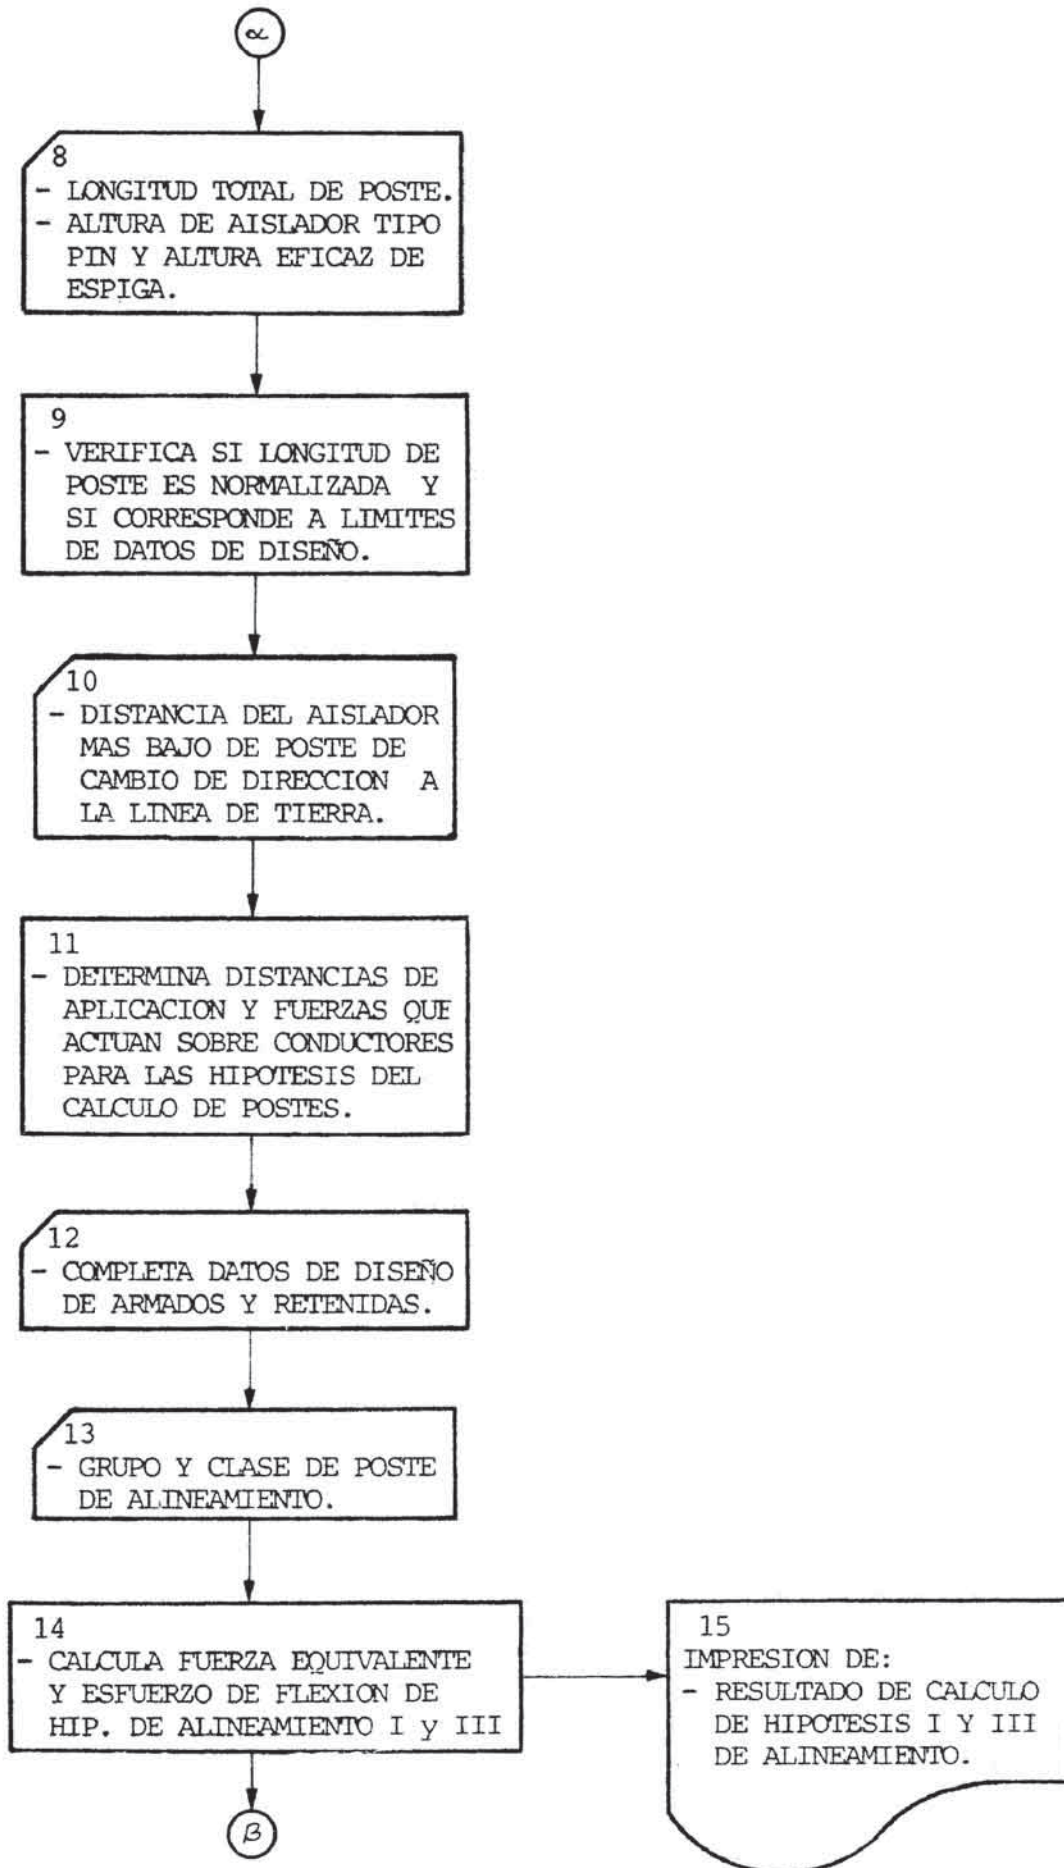 α
8
- LONGITUD TOTAL DE POSTE.
- ALTURA DE AISLADOR TIPO
PIN Y ALTURA EFICAZ DE
ESPIGA.
9
- VERIFICA SI LONGITUD DE
POSTE ES NORMALIZADA Y
SI CORRESPONDE A LIMITES
DE DATOS DE DISEÑO.
10
- DISTANCIA DEL AISLADOR
MAS BAJO DE POSTE DE
CAMBIO DE DIRECCION A
LA LINEA DE TIERRA.
11
- DETERMINA DISTANCIAS DE
APLICACION Y FUERZAS QUE
ACTUAN SOBRE CONDUCTORES
PARA LAS HIPOTESIS DEL
CALCULO DE POSTES.
12
- COMPLETA DATOS DE DISEÑO
DE ARMADOS Y RETENIDAS.
13
- GRUPO Y CLASE DE POSTE
DE ALINEAMIENTO.
14
- CALCULA FUERZA EQUIVALENTE
Y ESFUERZO DE FLEXION DE
HIP. DE ALINEAMIENTO I y III
15
IMPRESION DE:
- RESULTADO DE CALCULO
DE HIPOTESIS I Y III
DE ALINEAMIENTO.
β